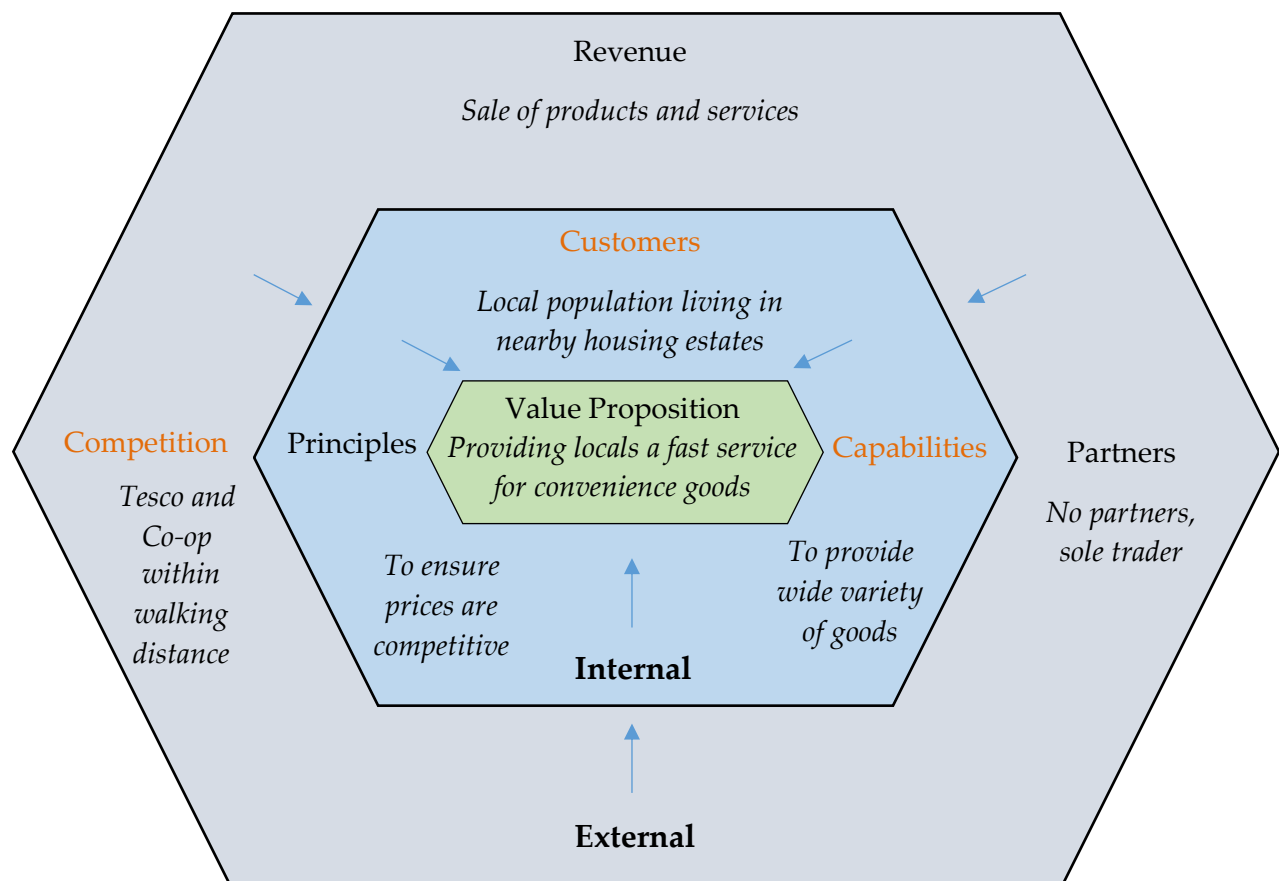 Revenue
Sale of products and services
Customers
Local population living in
nearby housing estates
Value Proposition
Providing locals a fast service
for convenience goods
Competition
Tesco and
Co-op
within
walking
distance
Principles
To ensure
prices are
competitive
Capabilities
To provide
wide variety
of goods
Partners
No partners,
sole trader
Internal
External